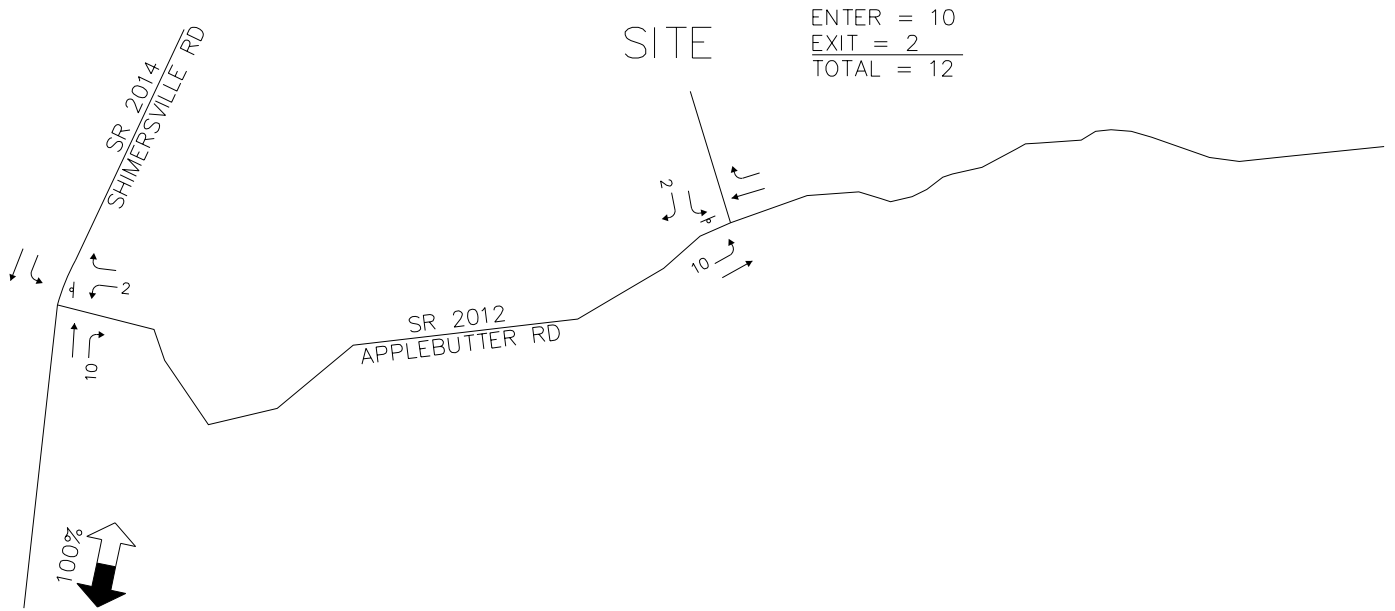 SITE
ENTER = 10
EXIT = 2
TOTAL = 12
SR 2014
SHIMERSVILLE RD
2
10
2
10
SR 2012
APPLEBUTTER RD
100%